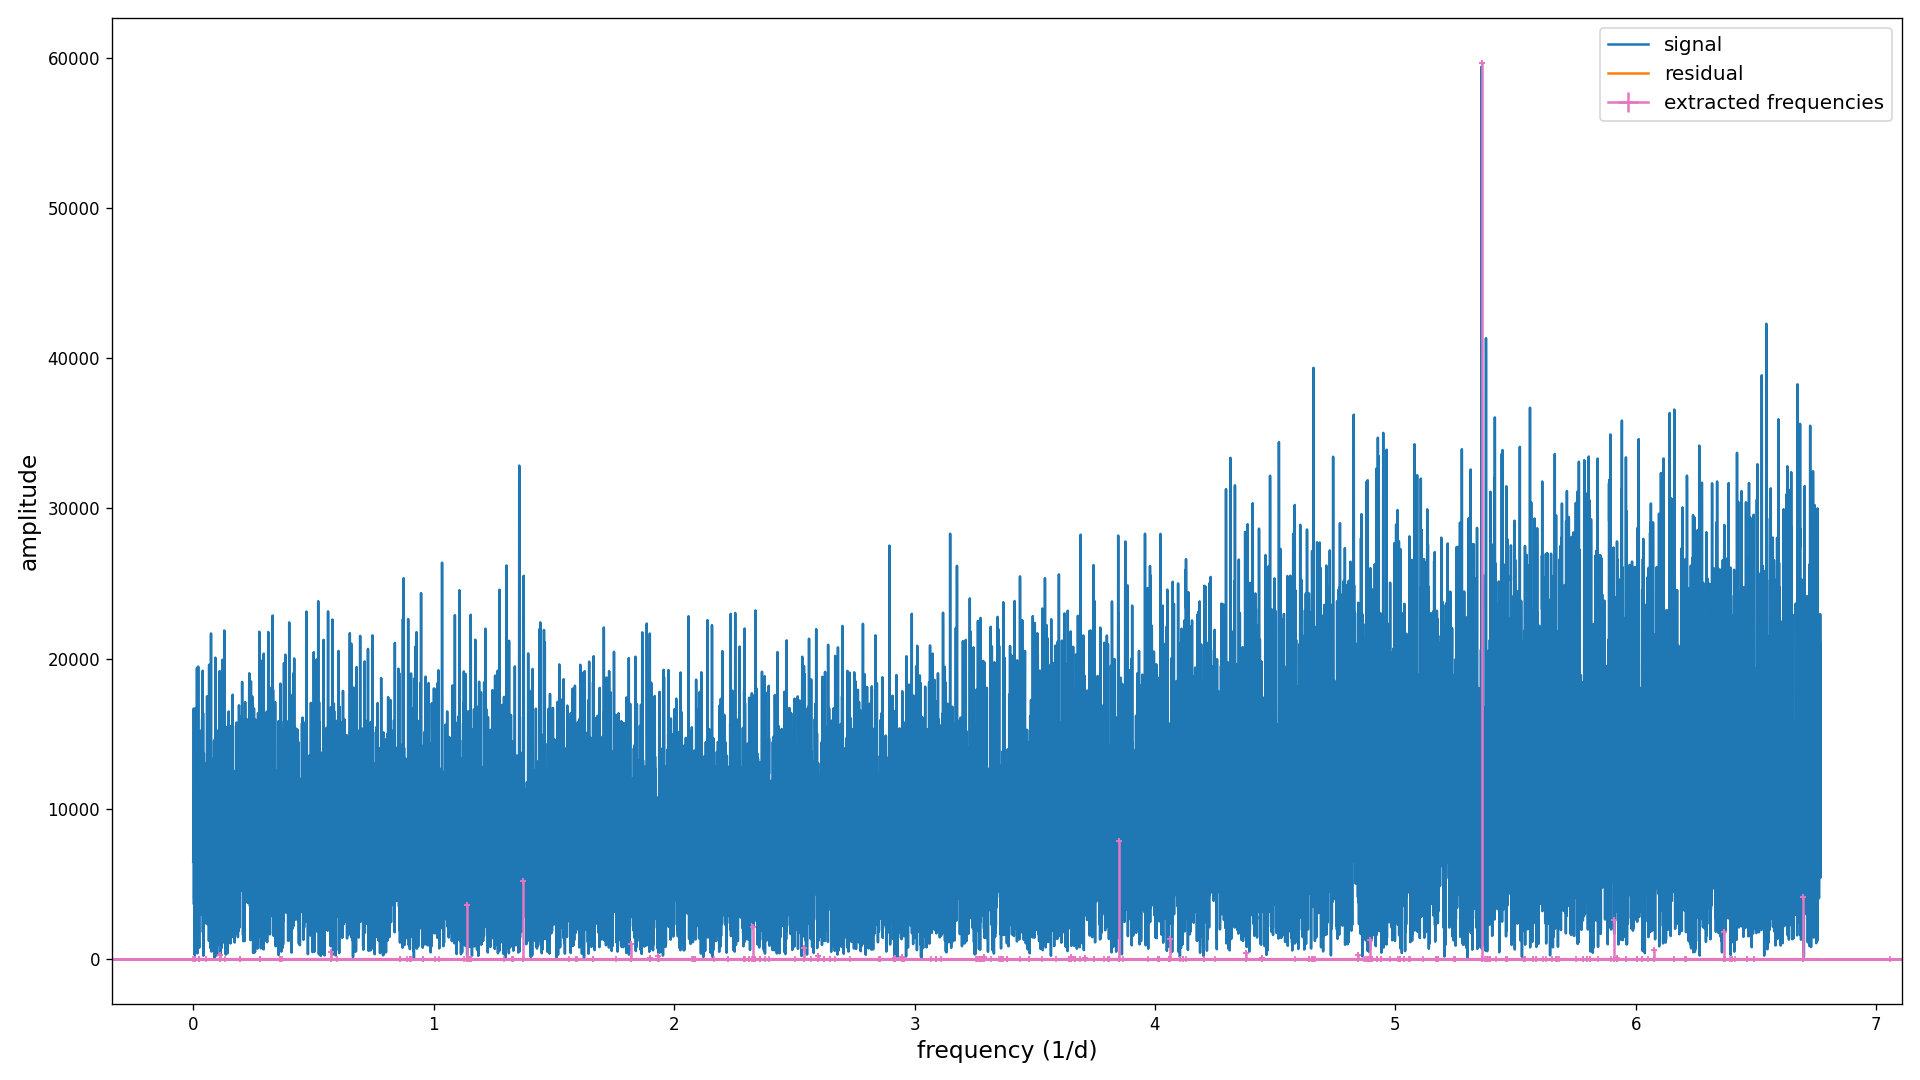 60000
50000
40000
30000
20000
10000
0
amplitude
signal
residual
extracted frequencies
0 1 2 3 4 5 6 7
frequency (1/d)